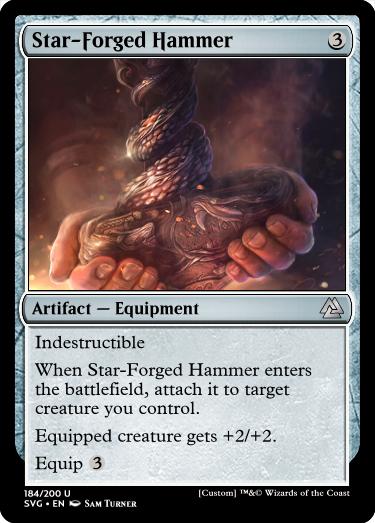 Star-Forged Hammer 3
Artifact — Equipment
Indestructible
When Star-Forged Hammer enters
the battlefield, attach it to target
creature you control.
Equipped creature gets +2/+2.
Equip 3
184/200 U [Custom] ™&© Wizards of the Coast
SVG • EN SAM TURNER